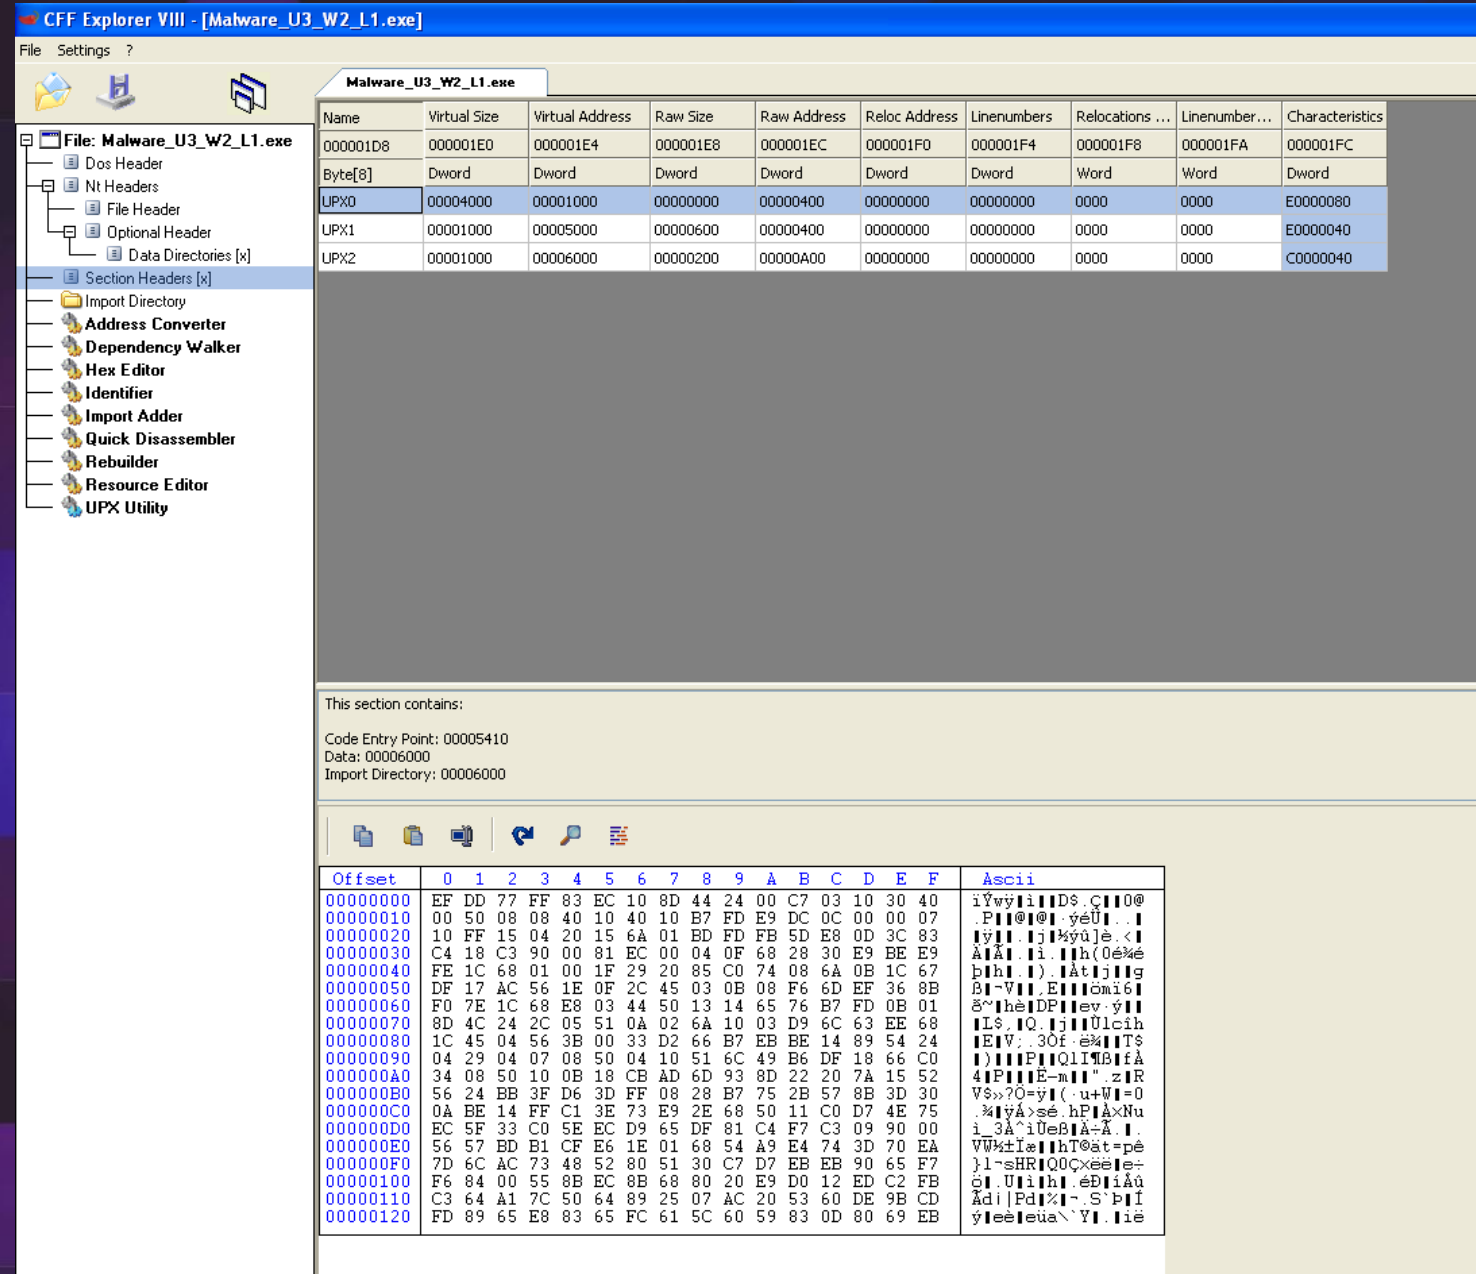 CFF Explorer VIII - [Malware_U3_W2_L1.exe]
File Settings ?
Malware_U3_W2_L1.exe
File: Malware_U3_W2_L1.exe
Dos Header
Nt Headers
File Header
Optional Header
Data Directories [x]
Section Headers [x]
Import Directory
Address Converter
Dependency Walker
Hex Editor
Identifier
Import Adder
Quick Disassembler
Rebuilder
Resource Editor
UPX Utility
Name Virtual Size Virtual Address Raw Size Raw Address Reloc Address Linenumbers Relocations ... Linenumber... Characteristics
000001D8 000001E0 000001E4 000001E8 000001EC 000001F0 000001F4 000001F8 000001FA 000001FC
Byte[8] Dword Dword Dword Dword Dword Dword Word Word Dword
UPX0 00004000 00001000 00000000 00000400 00000000 00000000 0000 0000 E0000080
UPX1 00001000 00005000 00000600 00000400 00000000 00000000 0000 0000 E0000040
UPX2 00001000 00006000 00000200 00000A00 00000000 00000000 0000 0000 C0000040
This section contains:
Code Entry Point: 00005410
Data: 00006000
Import Directory: 00006000
Offset 0 1 2 3 4 5 6 7 8 9 A B C D E F Ascii
00000000 EF DD 77 FF 83 EC 10 8D 44 24 00 C7 03 10 30 40
00000010 00 50 08 08 40 10 40 10 B7 FD E9 DC 0C 00 00 07
00000020 10 FF 15 04 20 15 6A 01 BD FD FB 5D E8 0D 3C 83
00000030 C4 18 C3 90 00 81 EC 00 04 0F 68 28 30 E9 BE E9
00000040 FE 1C 68 01 00 1F 29 20 85 C0 74 08 6A 0B 1C 67
00000050 DF 17 AC 56 1E 0F 2C 45 03 0B 08 F6 6D EF 36 8B
00000060 F0 7E 1C 68 E8 03 44 50 13 14 65 76 B7 FD 0B 01
00000070 8D 4C 24 2C 05 51 0A 02 6A 10 03 D9 6C 63 EE 68
00000080 1C 45 04 56 3B 00 33 D2 66 B7 EB BE 14 89 54 24
00000090 04 29 04 07 08 50 04 10 51 6C 49 B6 DF 18 66 C0
000000A0 34 08 50 10 0B 18 CB AD 6D 93 8D 22 20 7A 15 52
000000B0 56 24 BB 3F D6 3D FF 08 28 B7 75 2B 57 8B 3D 30
000000C0 0A BE 14 FF C1 3E 73 E9 2E 68 50 11 C0 D7 4E 75
000000D0 EC 5F 33 C0 5E EC D9 65 DF 81 C4 F7 C3 09 90 00
000000E0 56 57 BD B1 CF E6 1E 01 68 54 A9 E4 74 3D 70 EA
000000F0 7D 6C AC 73 48 52 80 51 30 C7 D7 EB EB 90 65 F7
00000100 F6 84 00 55 8B EC 8B 68 80 20 E9 D0 12 ED C2 FB
00000110 C3 64 A1 7C 50 64 89 25 07 AC 20 53 60 DE 9B CD
00000120 FD 89 65 E8 83 65 FC 61 5C 60 59 83 0D 80 69 EB